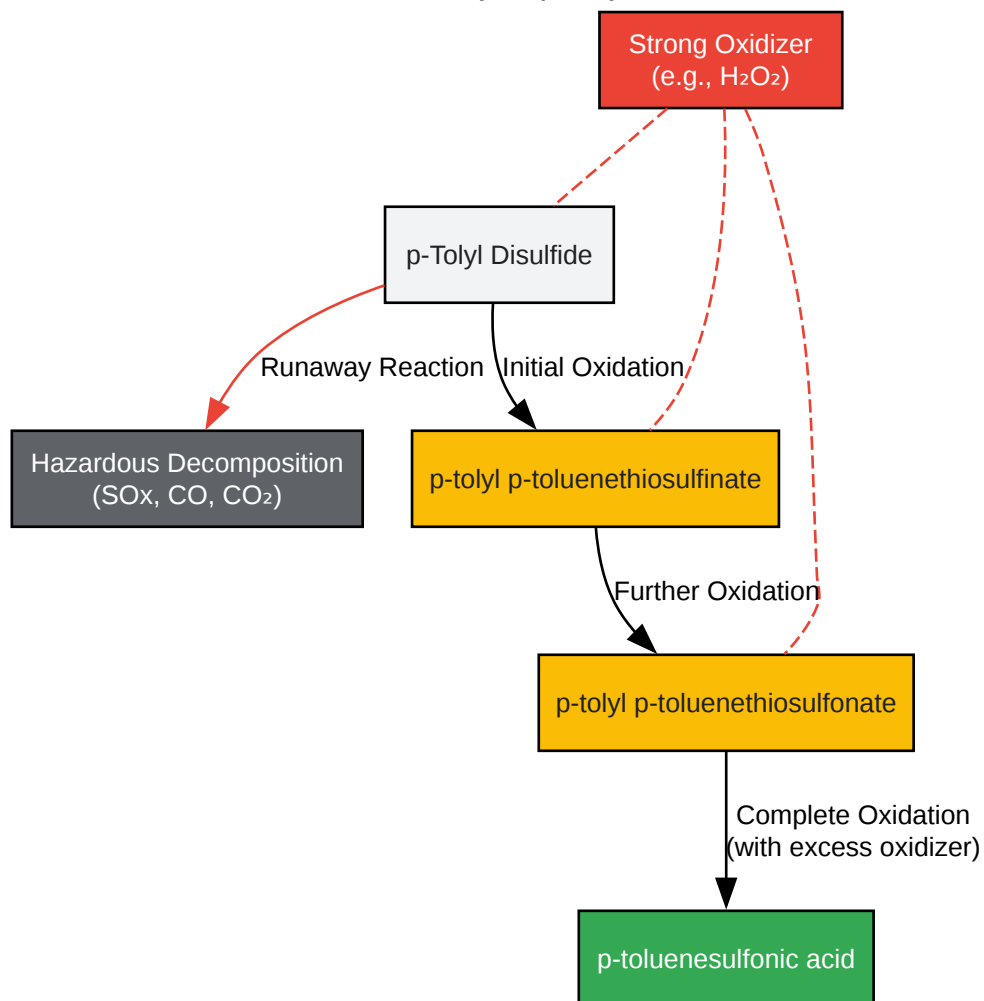 Strong Oxidizer
(e.g., H₂O₂)
p-Tolyl Disulfide
Runaway Reaction
Initial Oxidation
Hazardous Decomposition
(SOx, CO, CO₂)
p-tolyl p-toluenethiosulfinate
Further Oxidation
p-tolyl p-toluenethiosulfonate
Complete Oxidation
(with excess oxidizer)
p-toluenesulfonic acid